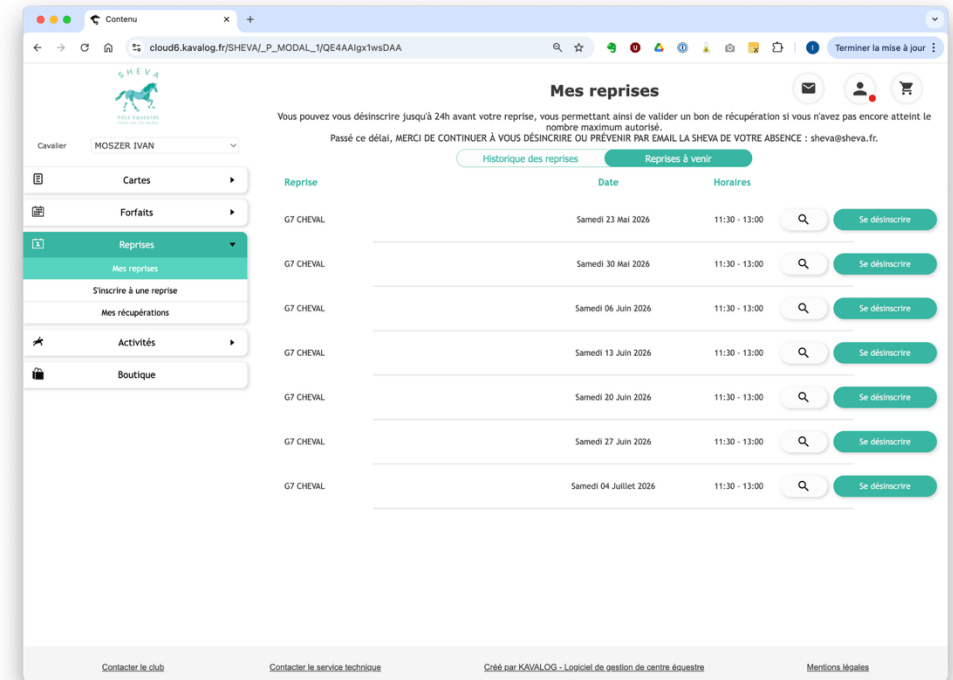 Contenu
cloud6.kavalog.fr/SHEVA/_P_MODAL_1/QE4AAIgx1wsDAA
Terminer la mise à jour
SHEVA
PÔLE ÉQUESTRE
Mes reprises
Vous pouvez vous désinscrire jusqu'à 24h avant votre reprise, vous permettant ainsi de valider un bon de récupération si vous n'avez pas encore atteint le
nombre maximum autorisé.
Passé ce délai, MERCI DE CONTINUER À VOUS DÉSINCRIRE OU PRÉVENIR PAR EMAIL LA SHEVA DE VOTRE ABSENCE : sheva@sheva.fr.
Cavalier MOSZER IVAN
Historique des reprises Reprises à venir
Cartes
Forfaits
Reprises
Mes reprises
S'inscrire à une reprise
Mes récupérations
Activités
Boutique
Reprise Date Horaires
G7 CHEVAL Samedi 23 Mai 2026 11:30 - 13:00 Se désinscrire
G7 CHEVAL Samedi 30 Mai 2026 11:30 - 13:00 Se désinscrire
G7 CHEVAL Samedi 06 Juin 2026 11:30 - 13:00 Se désinscrire
G7 CHEVAL Samedi 13 Juin 2026 11:30 - 13:00 Se désinscrire
G7 CHEVAL Samedi 20 Juin 2026 11:30 - 13:00 Se désinscrire
G7 CHEVAL Samedi 27 Juin 2026 11:30 - 13:00 Se désinscrire
G7 CHEVAL Samedi 04 Juillet 2026 11:30 - 13:00 Se désinscrire
Contacter le club Contacter le service technique Créé par KAVALOG - Logiciel de gestion de centre équestre Mentions légales